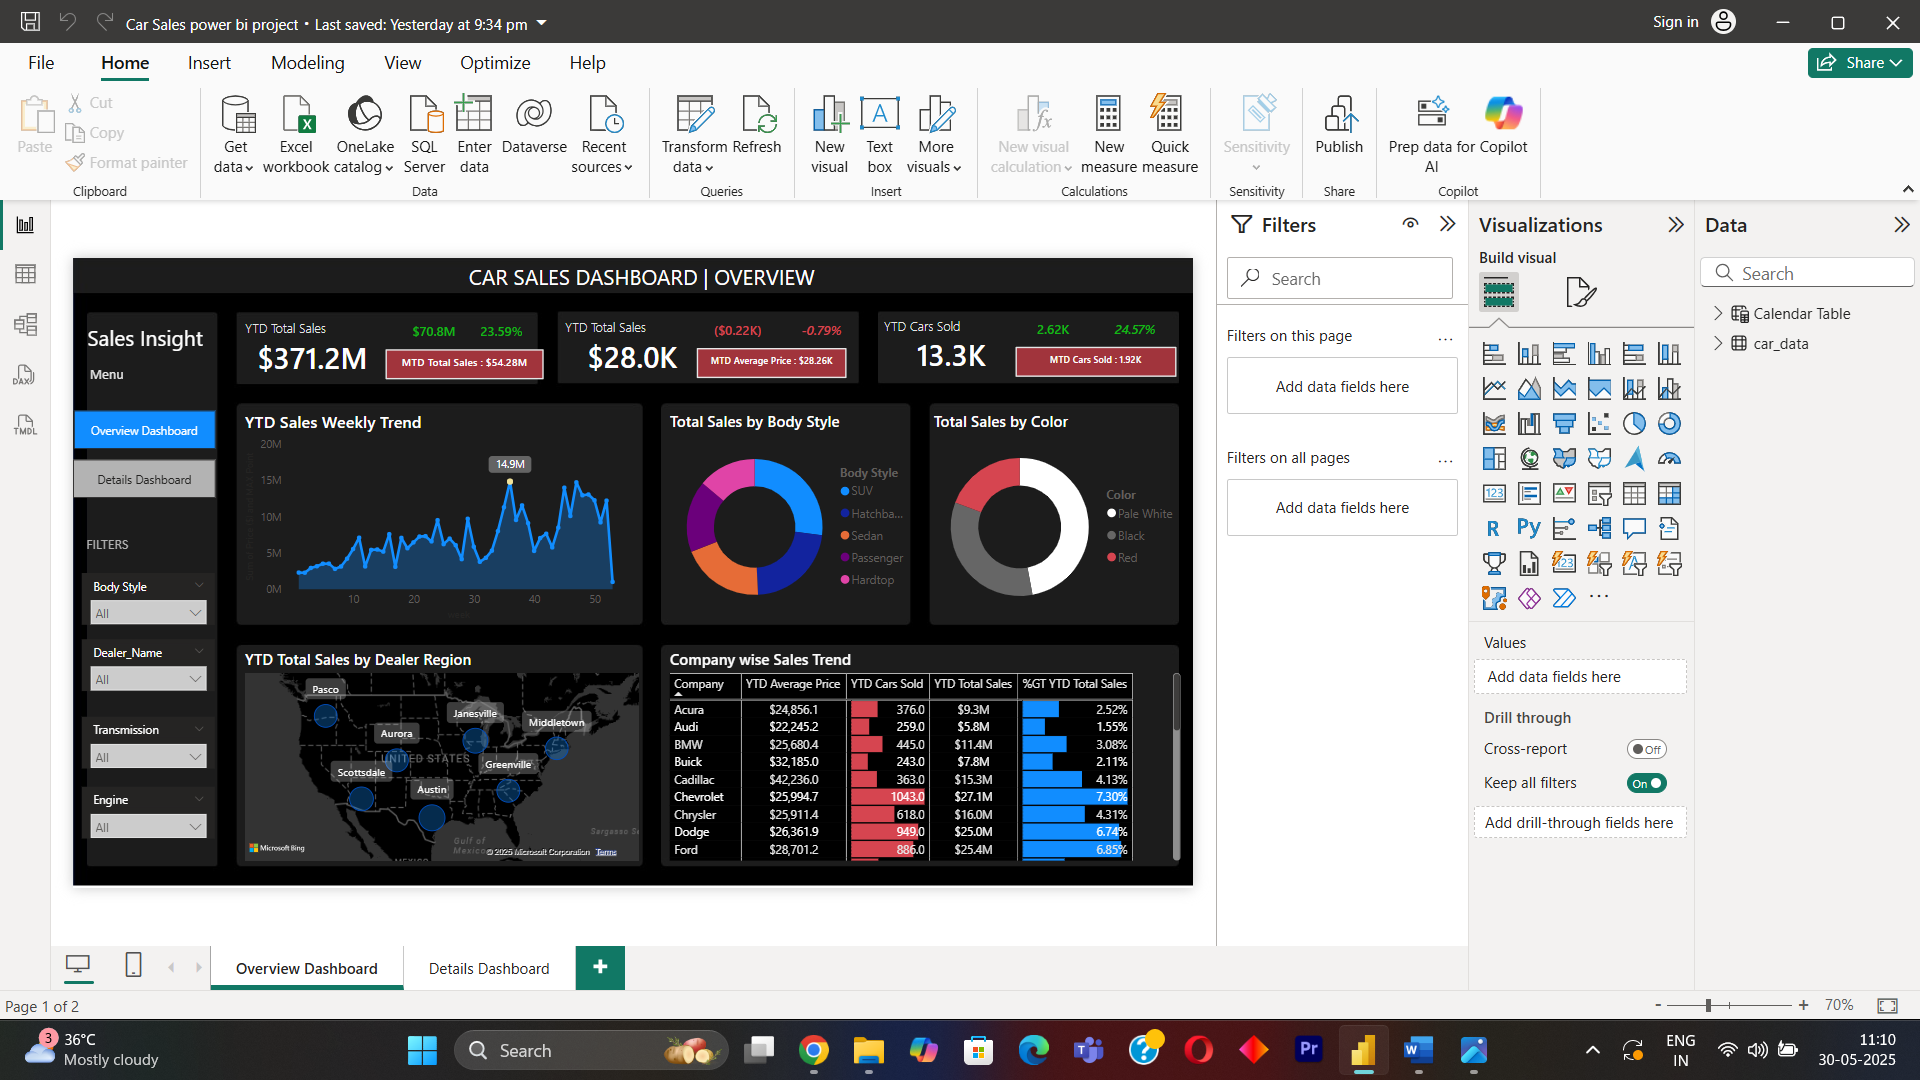 Car Sales power bi project • Last saved: Yesterday at 9:34 pm
Sign in
File Home Insert Modeling View Optimize Help
Share
Paste
Cut
Copy
Format painter
Clipboard
Get data
Excel workbook
OneLake catalog
SQL Server
Enter data
Dataverse
Recent sources
Data
Transform data
Refresh
Queries
New visual
Text box
More visuals
Insert
New visual calculation
New measure
Quick measure
Calculations
Sensitivity
Sensitivity
Publish
Share
Prep data for AI
Copilot
Copilot
CAR SALES DASHBOARD | OVERVIEW
Sales Insight
Menu
Overview Dashboard
Details Dashboard
FILTERS
Body Style
All
Dealer_Name
All
Transmission
All
Engine
All
YTD Total Sales
$70.8M 23.59%
$371.2M
MTD Total Sales : $54.28M
YTD Total Sales
($0.22K) -0.79%
$28.0K
MTD Average Price : $28.26K
YTD Cars Sold
2.62K 24.57%
13.3K
MTD Cars Sold : 1.92K
YTD Sales Weekly Trend
20M
15M
10M
5M
0M
14.9M
10 20 30 40 50
Total Sales by Body Style
Body Style
SUV
Hatchba...
Sedan
Passenger
Hardtop
Total Sales by Color
Color
Pale White
Black
Red
YTD Total Sales by Dealer Region
Pasco
Janesville
Middletown
Aurora
UNITED STATES
Greenville
Scottsdale
Austin
Gulf of
Mexico
MEXICO
Sargasso Se
Microsoft Bing
© 2025 Microsoft Corporation Terms
Company wise Sales Trend
Company YTD Average Price YTD Cars Sold YTD Total Sales %GT YTD Total Sales
Acura $24,856.1 376.0 $9.3M 2.52%
Audi $22,245.2 259.0 $5.8M 1.55%
BMW $25,680.4 445.0 $11.4M 3.08%
Buick $32,185.0 243.0 $7.8M 2.11%
Cadillac $42,236.0 363.0 $15.3M 4.13%
Chevrolet $25,994.7 1043.0 $27.1M 7.30%
Chrysler $25,911.4 618.0 $16.0M 4.31%
Dodge $26,361.9 949.0 $25.0M 6.74%
Ford $28,701.2 886.0 $25.4M 6.85%
Filters
Search
Filters on this page ...
Add data fields here
Filters on all pages ...
Add data fields here
Visualizations
Build visual
123
R Py
123
...
Values
Add data fields here
Drill through
Cross-report Off
Keep all filters On
Add drill-through fields here
Data
Search
Calendar Table
car_data
DAX
TMDL
Overview Dashboard Details Dashboard +
Page 1 of 2
- + 70%
3
36°C
Mostly cloudy
Search
Pr
ENG
IN
11:10
30-05-2025